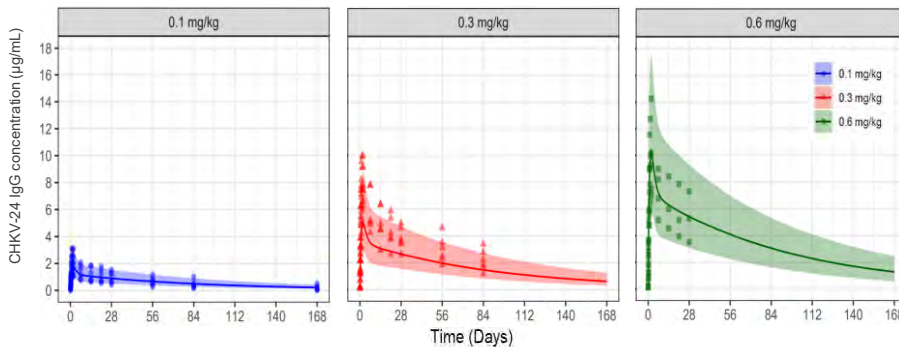 0.1 mg/kg 0.3 mg/kg 0.6 mg/kg
CHKV-24 IgG concentration (µg/mL)
18
16
14
12
10
8
6
4
2
0
0.1 mg/kg
0.3 mg/kg
0.6 mg/kg
0 28 56 84 112 140 168 0 28 56 84 112 140 168 0 28 56 84 112 140 168
Time (Days)